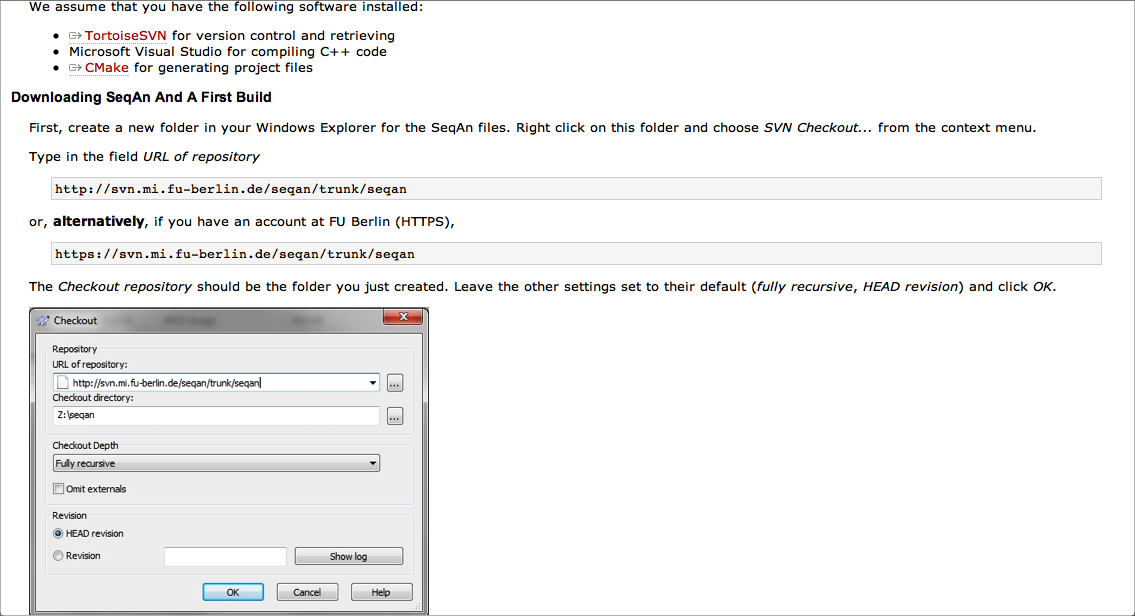 We assume that you have the following software installed:
TortoiseSVN for version control and retrieving
Microsoft Visual Studio for compiling C++ code
CMake for generating project files
Downloading SeqAn And A First Build
First, create a new folder in your Windows Explorer for the SeqAn files. Right click on this folder and choose SVN Checkout... from the context menu.
Type in the field URL of repository
http://svn.mi.fu-berlin.de/seqan/trunk/seqan
or, alternatively, if you have an account at FU Berlin (HTTPS),
https://svn.mi.fu-berlin.de/seqan/trunk/seqan
The Checkout repository should be the folder you just created. Leave the other settings set to their default (fully recursive, HEAD revision) and click OK.
Checkout
Repository
URL of repository:
http://svn.mi.fu-berlin.de/seqan/trunk/seqan
...
Checkout directory:
Z:\seqan
...
Checkout Depth
Fully recursive
Omit externals
Revision
HEAD revision
Revision
Show log
OK
Cancel
Help